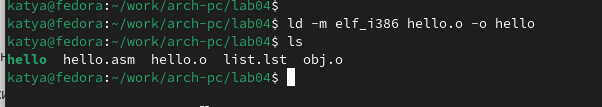 katya@fedora:~/work/arch-pc/lab04$
katya@fedora:~/work/arch-pc/lab04$ ld -m elf_i386 hello.o -o hello
katya@fedora:~/work/arch-pc/lab04$ ls
hello  hello.asm  hello.o  list.lst  obj.o
katya@fedora:~/work/arch-pc/lab04$